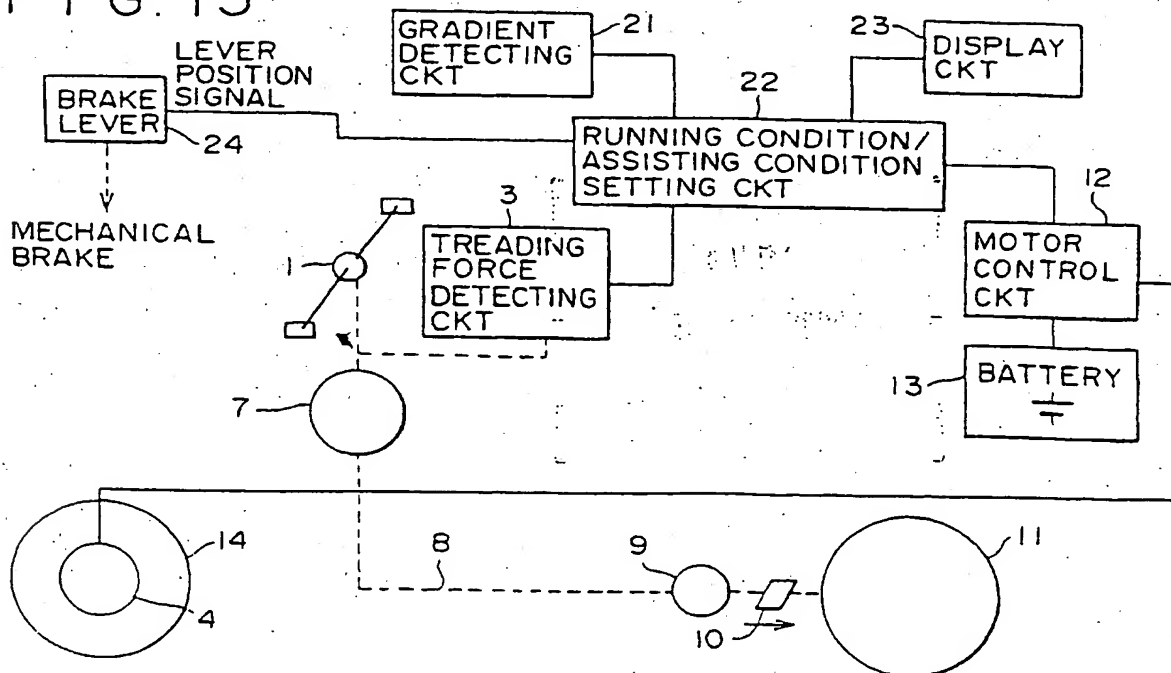 FIG. 15
GRADIENT
DETECTING
CKT
21
23
DISPLAY
CKT
LEVER
POSITION
SIGNAL
BRAKE
LEVER
24
22
RUNNING CONDITION/
ASSISTING CONDITION
SETTING CKT
MECHANICAL
BRAKE
1
3
TREADING
FORCE
DETECTING
CKT
12
MOTOR
CONTROL
CKT
7
13
BATTERY
14
4
8
9
10
11